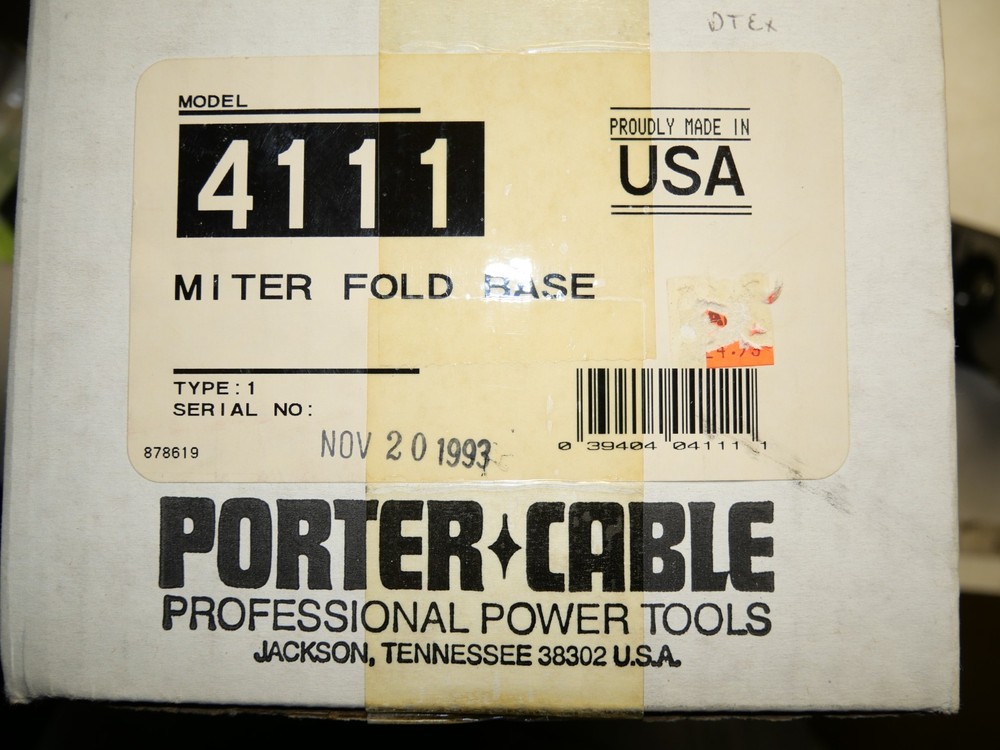 DTEX
MODEL
4111
PROUDLY MADE IN
USA
MITER FOLD BASE
TYPE:1
SERIAL NO:
878619
NOV 20 1993
0 39404 04111 1
PORTER CABLE
PROFESSIONAL POWER TOOLS
JACKSON, TENNESSEE 38302 U.S.A.